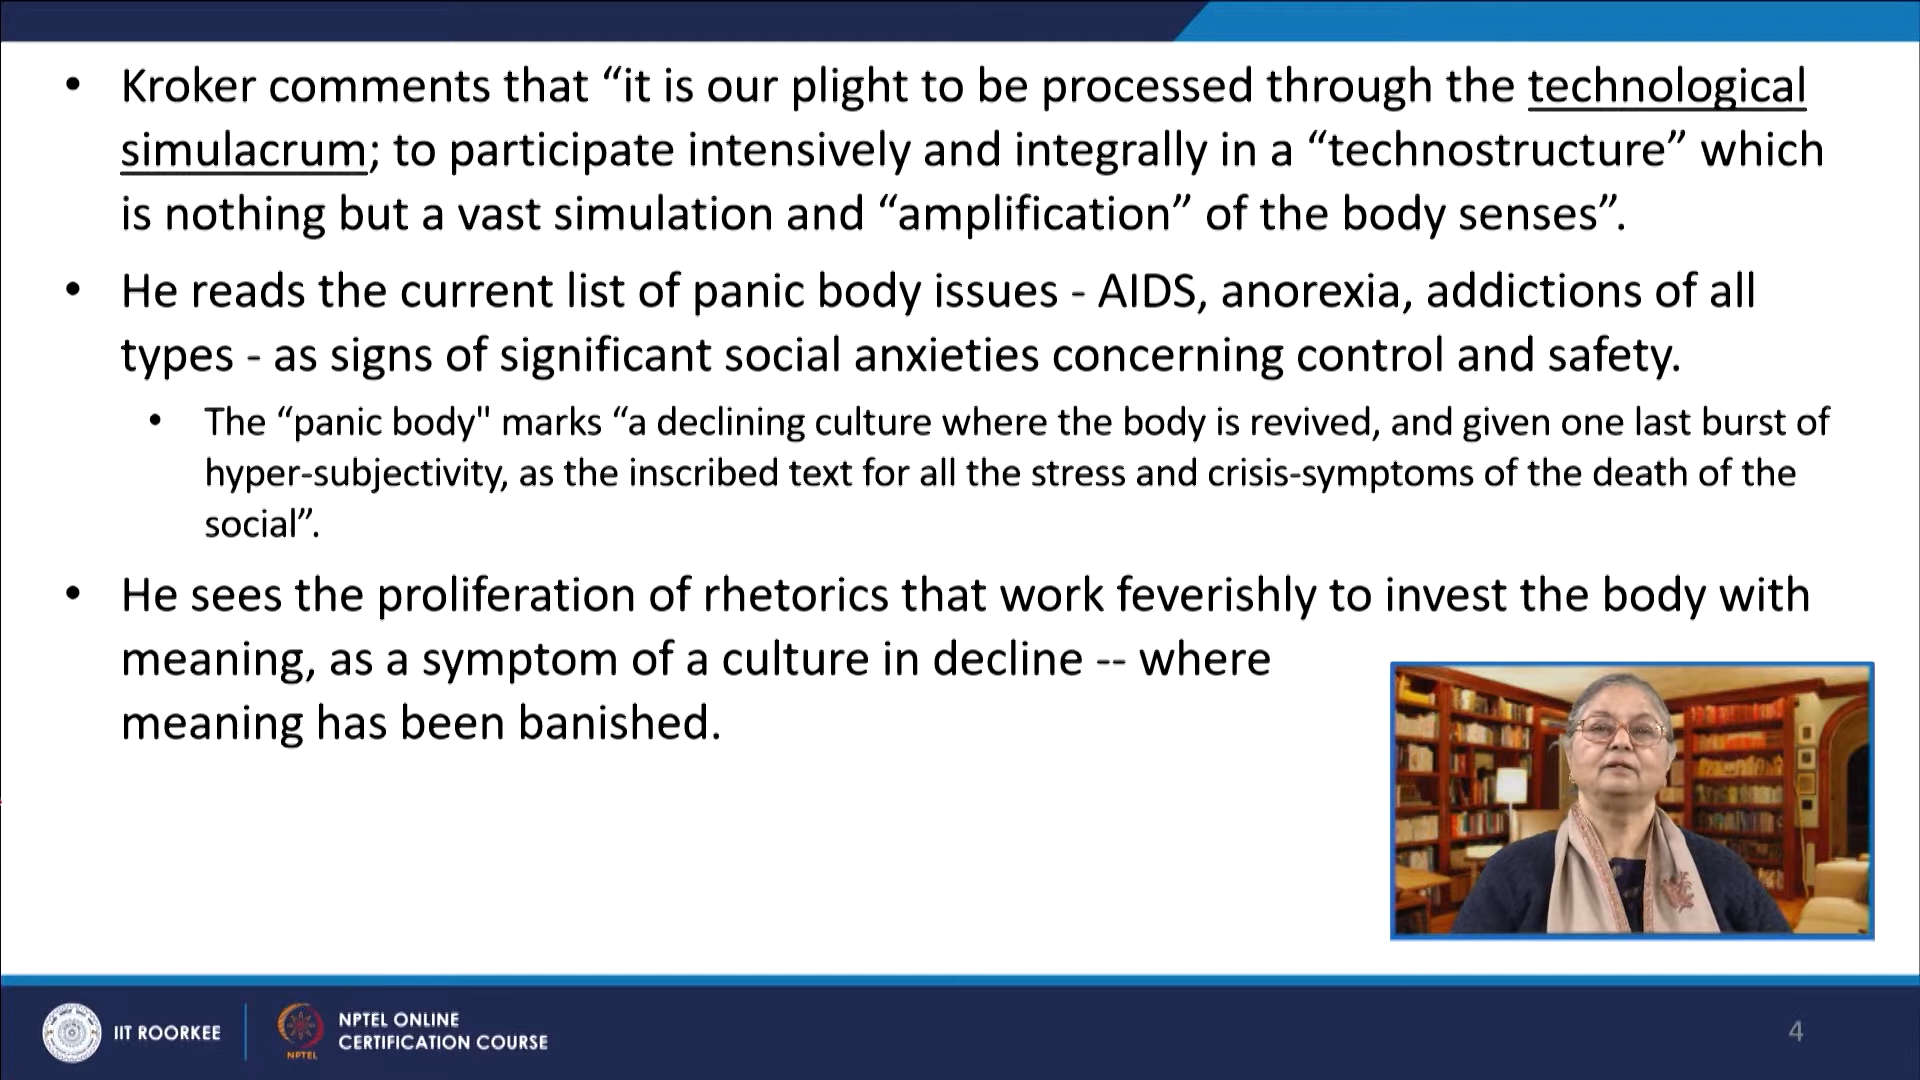 • Kroker comments that “it is our plight to be processed through the technological
simulacrum; to participate intensively and integrally in a “technostructure” which
is nothing but a vast simulation and “amplification” of the body senses”.
• He reads the current list of panic body issues - AIDS, anorexia, addictions of all
types - as signs of significant social anxieties concerning control and safety.
• The “panic body" marks “a declining culture where the body is revived, and given one last burst of
hyper-subjectivity, as the inscribed text for all the stress and crisis-symptoms of the death of the
social”.
• He sees the proliferation of rhetorics that work feverishly to invest the body with
meaning, as a symptom of a culture in decline -- where
meaning has been banished.
IIT ROORKEE
NPTEL
NPTEL ONLINE
CERTIFICATION COURSE
4